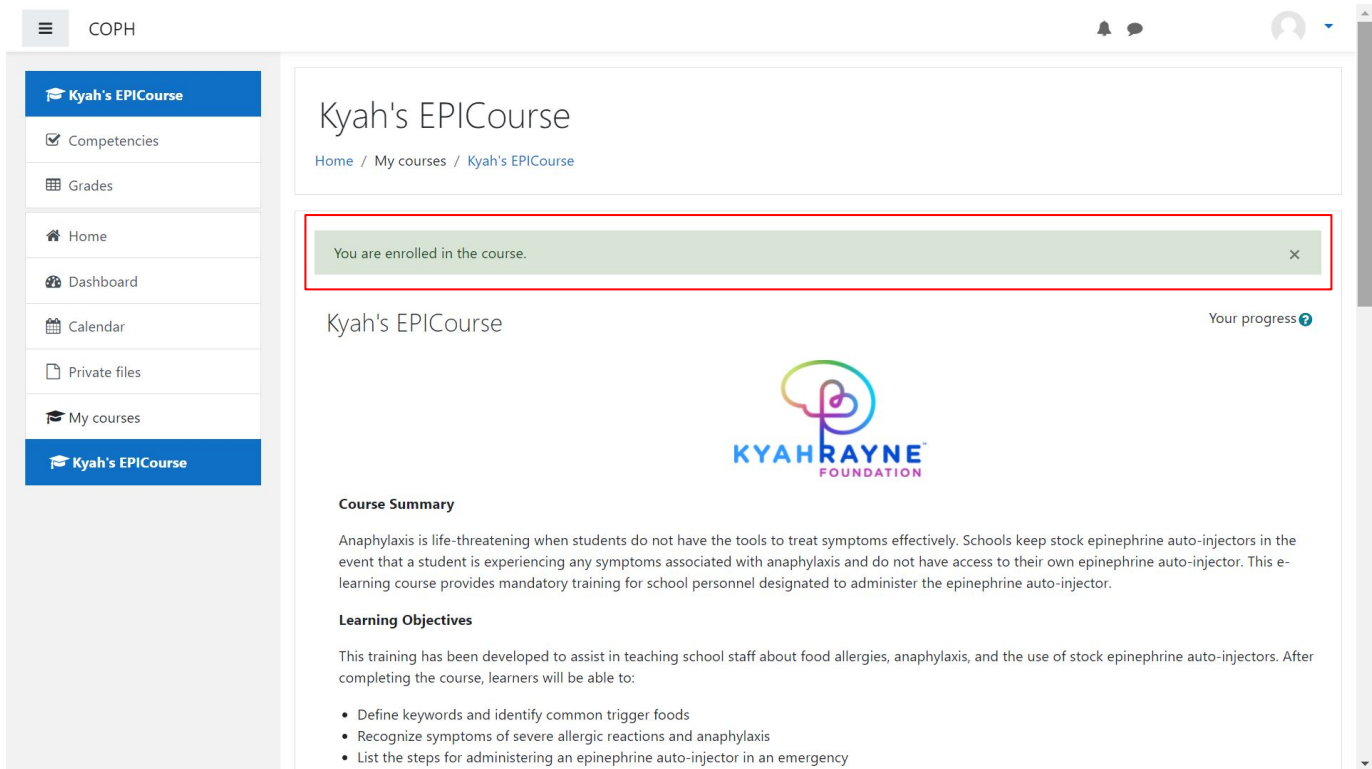 COPH
Kyah's EPICourse
Competencies
Grades
Home
Dashboard
Calendar
Private files
My courses
Kyah's EPICourse
Kyah's EPICourse
Home / My courses / Kyah's EPICourse
You are enrolled in the course. ×
Kyah's EPICourse
Your progress
KYAHRAYNE
FOUNDATION
Course Summary
Anaphylaxis is life-threatening when students do not have the tools to treat symptoms effectively. Schools keep stock epinephrine auto-injectors in the
event that a student is experiencing any symptoms associated with anaphylaxis and do not have access to their own epinephrine auto-injector. This e-
learning course provides mandatory training for school personnel designated to administer the epinephrine auto-injector.
Learning Objectives
This training has been developed to assist in teaching school staff about food allergies, anaphylaxis, and the use of stock epinephrine auto-injectors. After
completing the course, learners will be able to:
• Define keywords and identify common trigger foods
• Recognize symptoms of severe allergic reactions and anaphylaxis
• List the steps for administering an epinephrine auto-injector in an emergency